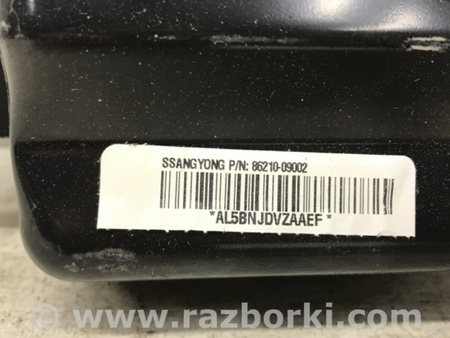 SSANGYONG P/N: 86210-09002
*AL5BNJDVZAAEF*
www.razborki.com